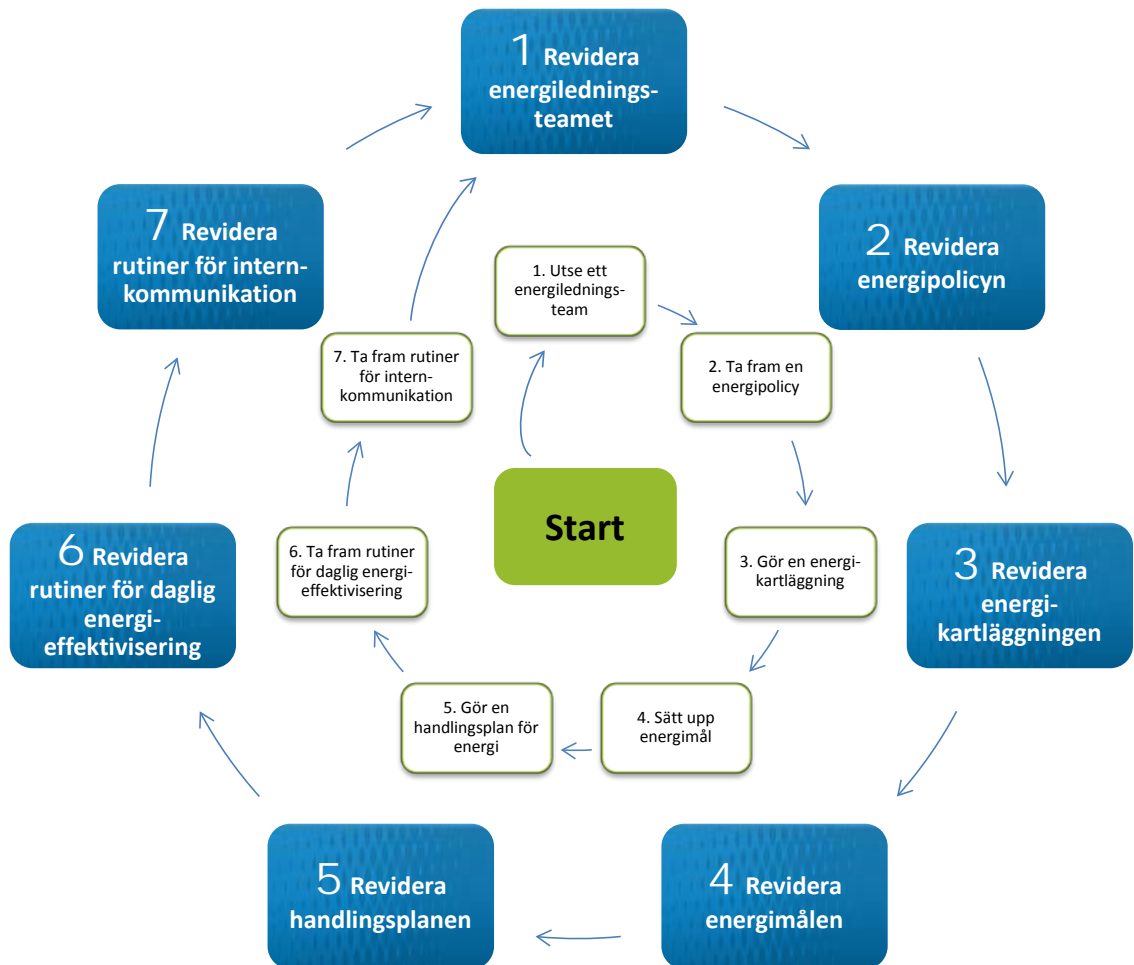 1 Revidera
energilednings-
teamet
2 Revidera
energipolicyn
3 Revidera
energi-
kartläggningen
4 Revidera
energimålen
5 Revidera
handlingsplanen
6 Revidera
rutiner för daglig
energi-
effektivisering
7 Revidera
rutiner för intern-
kommunikation
Start
1. Utse ett
energilednings-
team
2. Ta fram en
energipolicy
3. Gör en energi-
kartläggning
4. Sätt upp
energimål
5. Gör en
handlingsplan för
energi
6. Ta fram rutiner
för daglig energi-
effektivisering
7. Ta fram rutiner
för intern-
kommunikation